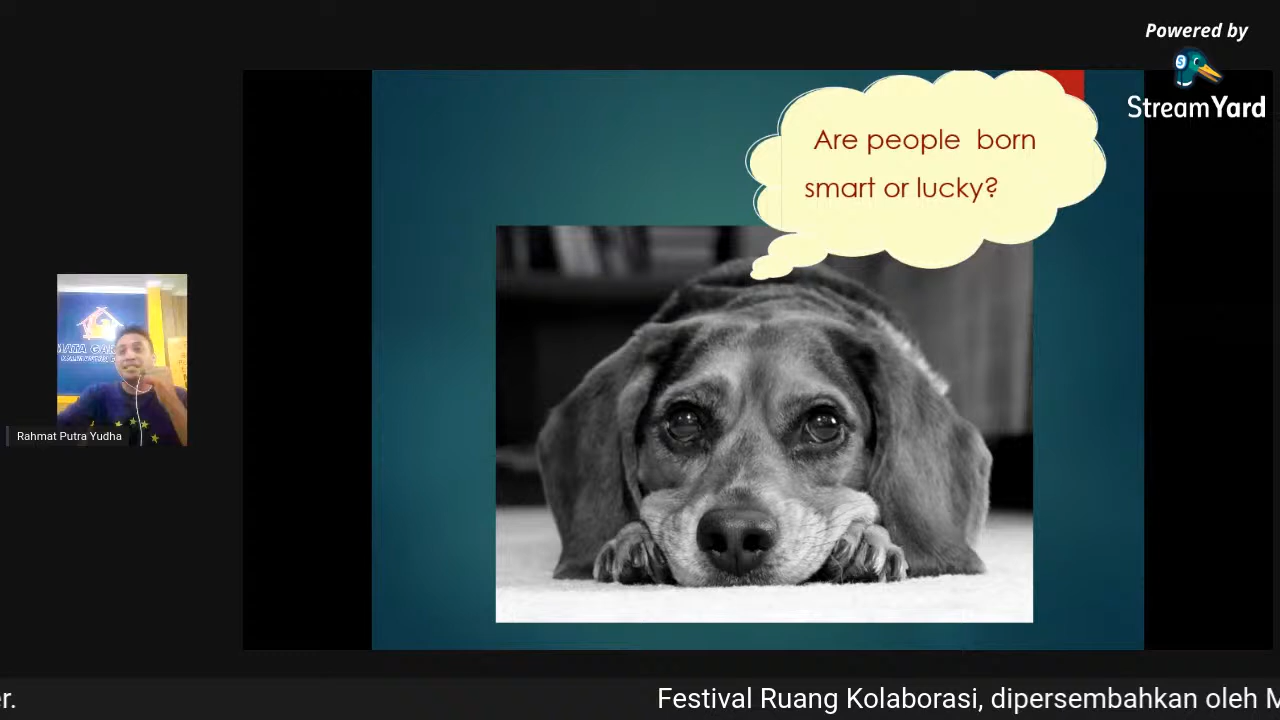 Powered by
StreamYard
Are people born
smart or lucky?
Rahmat Putra Yudha
Festival Ruang Kolaborasi, dipersembahkan oleh